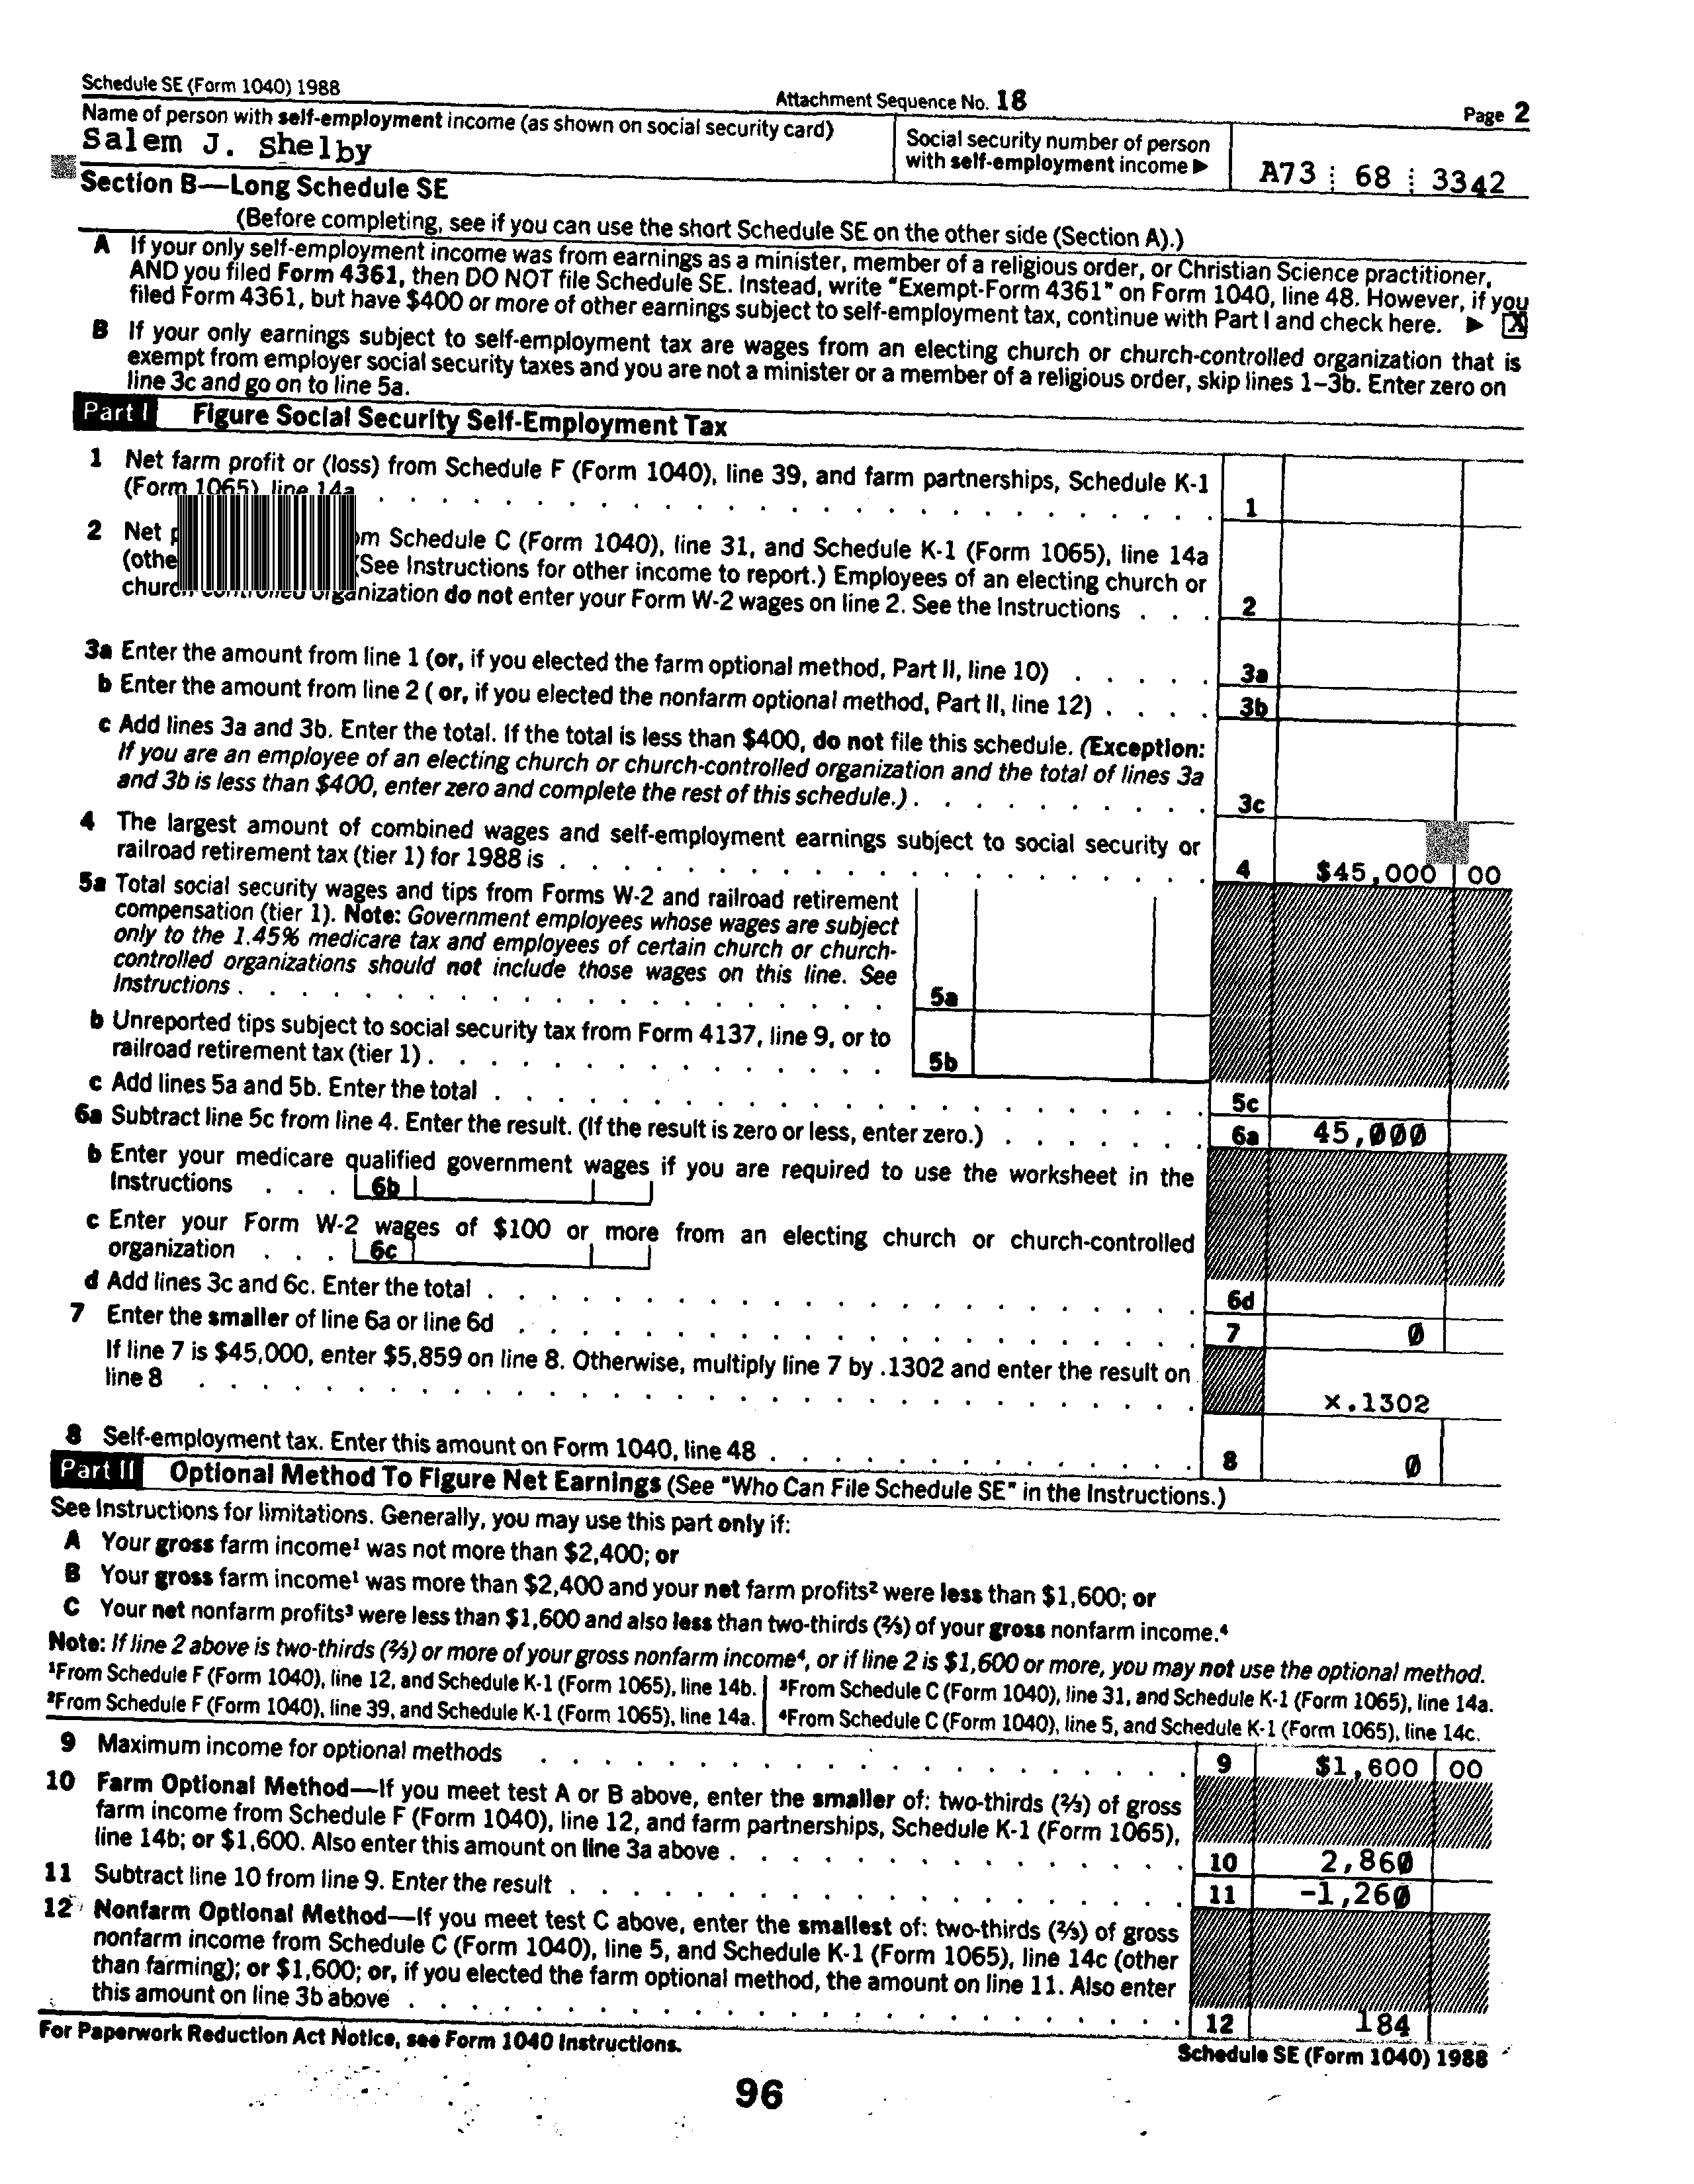 Schedule SE (Form 1040) 1988
Attachment Sequence No. 18
Page 2
Name of person with self-employment income (as shown on social security card)
Salem J. Shelby
Social security number of person
with self-employment income ▶
A73 68 3342
Section B—Long Schedule SE
(Before completing, see if you can use the short Schedule SE on the other side (Section A).)
A If your only self-employment income was from earnings as a minister, member of a religious order, or Christian Science practitioner,
AND you filed Form 4361, then DO NOT file Schedule SE. Instead, write "Exempt-Form 4361" on Form 1040, line 48. However, if you
filed Form 4361, but have $400 or more of other earnings subject to self-employment tax, continue with Part I and check here. ▶ X
B If your only earnings subject to self-employment tax are wages from an electing church or church-controlled organization that is
exempt from employer social security taxes and you are not a minister or a member of a religious order, skip lines 1–3b. Enter zero on
line 3c and go on to line 5a.
Part I Figure Social Security Self-Employment Tax
1 Net farm profit or (loss) from Schedule F (Form 1040), line 39, and farm partnerships, Schedule K-1
(Form 1065), line 14a . . . 1
2 Net m Schedule C (Form 1040), line 31, and Schedule K-1 (Form 1065), line 14a
(othe (See Instructions for other income to report.) Employees of an electing church or
church-controlled organization do not enter your Form W-2 wages on line 2. See the Instructions . . . 2
3a Enter the amount from line 1 (or, if you elected the farm optional method, Part II, line 10) . . . . . 3a
b Enter the amount from line 2 ( or, if you elected the nonfarm optional method, Part II, line 12) . . . . 3b
c Add lines 3a and 3b. Enter the total. If the total is less than $400, do not file this schedule. (Exception:
If you are an employee of an electing church or church-controlled organization and the total of lines 3a
and 3b is less than $400, enter zero and complete the rest of this schedule.) . . . 3c
4 The largest amount of combined wages and self-employment earnings subject to social security or
railroad retirement tax (tier 1) for 1988 is . . . 4 $45,000 00
5a Total social security wages and tips from Forms W-2 and railroad retirement
compensation (tier 1). Note: Government employees whose wages are subject
only to the 1.45% medicare tax and employees of certain church or church-
controlled organizations should not include those wages on this line. See
Instructions . . . 5a
b Unreported tips subject to social security tax from Form 4137, line 9, or to
railroad retirement tax (tier 1) . . . 5b
c Add lines 5a and 5b. Enter the total . . . 5c
6a Subtract line 5c from line 4. Enter the result. (If the result is zero or less, enter zero.) . . . 6a 45,000
b Enter your medicare qualified government wages if you are required to use the worksheet in the
Instructions . . . 6b
c Enter your Form W-2 wages of $100 or more from an electing church or church-controlled
organization . . . 6c
d Add lines 3c and 6c. Enter the total . . . 6d
7 Enter the smaller of line 6a or line 6d . . . 7 0
If line 7 is $45,000, enter $5,859 on line 8. Otherwise, multiply line 7 by .1302 and enter the result on
line 8 . . . x.1302
8 Self-employment tax. Enter this amount on Form 1040, line 48 . . . 8 0
Part II Optional Method To Figure Net Earnings (See "Who Can File Schedule SE" in the Instructions.)
See Instructions for limitations. Generally, you may use this part only if:
A Your gross farm income¹ was not more than $2,400; or
B Your gross farm income¹ was more than $2,400 and your net farm profits² were less than $1,600; or
C Your net nonfarm profits³ were less than $1,600 and also less than two-thirds (⅔) of your gross nonfarm income.⁴
Note: If line 2 above is two-thirds (⅔) or more of your gross nonfarm income⁴, or if line 2 is $1,600 or more, you may not use the optional method.
¹From Schedule F (Form 1040), line 12, and Schedule K-1 (Form 1065), line 14b.
³From Schedule C (Form 1040), line 31, and Schedule K-1 (Form 1065), line 14a.
²From Schedule F (Form 1040), line 39, and Schedule K-1 (Form 1065), line 14a.
⁴From Schedule C (Form 1040), line 5, and Schedule K-1 (Form 1065), line 14c.
9 Maximum income for optional methods . . . 9 $1,600 00
10 Farm Optional Method—If you meet test A or B above, enter the smaller of: two-thirds (⅔) of gross
farm income from Schedule F (Form 1040), line 12, and farm partnerships, Schedule K-1 (Form 1065),
line 14b; or $1,600. Also enter this amount on line 3a above . . . 10 2,860
11 Subtract line 10 from line 9. Enter the result . . . 11 -1,260
12 Nonfarm Optional Method—If you meet test C above, enter the smallest of: two-thirds (⅔) of gross
nonfarm income from Schedule C (Form 1040), line 5, and Schedule K-1 (Form 1065), line 14c (other
than farming); or $1,600; or, if you elected the farm optional method, the amount on line 11. Also enter
this amount on line 3b above . . . 12 184
For Paperwork Reduction Act Notice, see Form 1040 Instructions.
Schedule SE (Form 1040) 1988
96